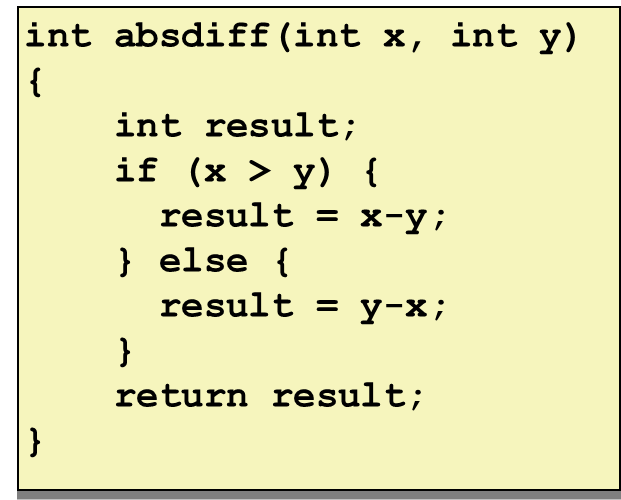 int absdiff(int x, int y)
{
    int result;
    if (x > y) {
      result = x-y;
    } else {
      result = y-x;
    }
    return result;
}